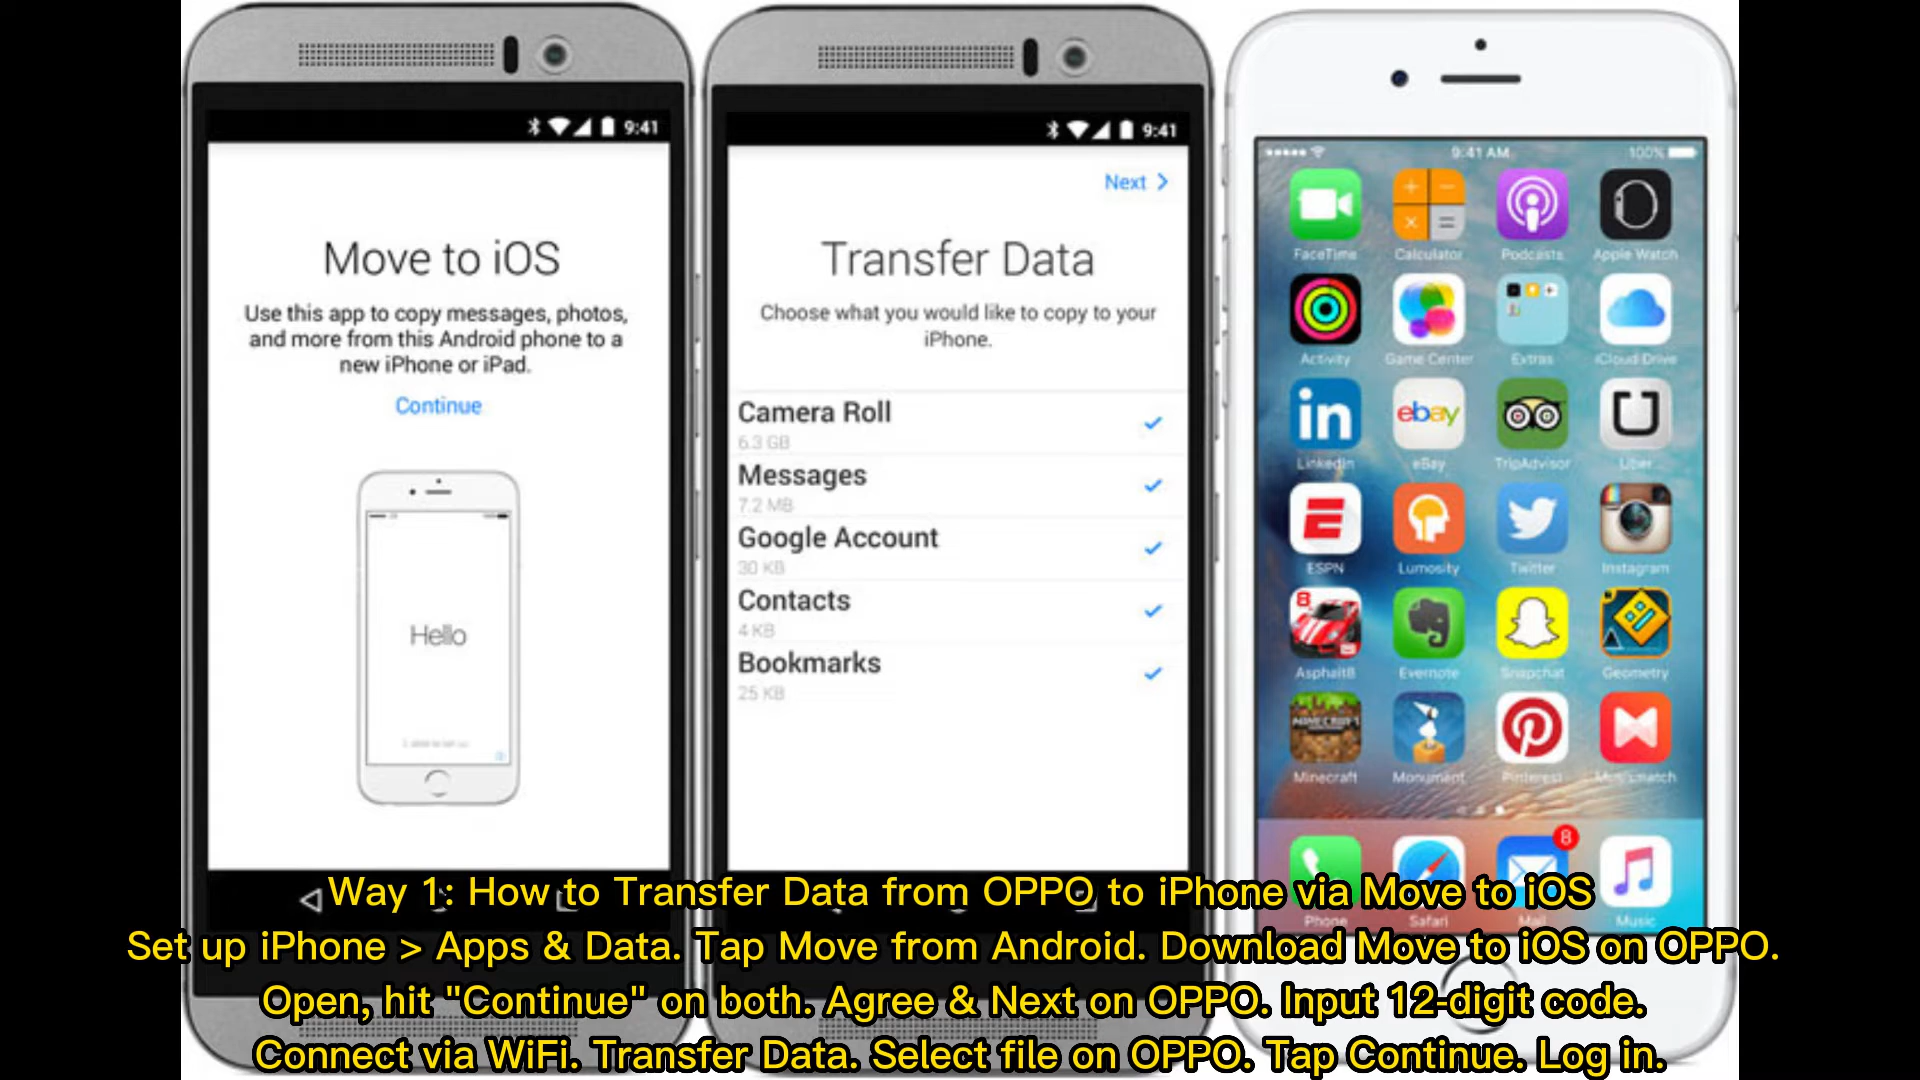 9:41
Move to iOS
Use this app to copy messages, photos,
and more from this Android phone to a
new iPhone or iPad.
Continue
Hello
9:41
Next
Transfer Data
Choose what you would like to copy to your
iPhone.
Camera Roll
6.3 GB
Messages
7.2 MB
Google Account
30 KB
Contacts
4 KB
Bookmarks
25 KB
9:41 AM 100%
FaceTime Calculator Podcasts Apple Watch
Activity Game Center Extras iCloud Drive
in ebay
LinkedIn eBay TripAdvisor Uber
ESPN Lumosity Twitter Instagram
8
Asphalt8 Evernote Snapchat Geometry
MINECRAFT
Minecraft Monument Pinterest Musixmatch
8
Phone Safari Mail Music
Way 1: How to Transfer Data from OPPO to iPhone via Move to iOS
Set up iPhone > Apps & Data. Tap Move from Android. Download Move to iOS on OPPO.
Open, hit "Continue" on both. Agree & Next on OPPO. Input 12-digit code.
Connect via WiFi. Transfer Data. Select file on OPPO. Tap Continue. Log in.